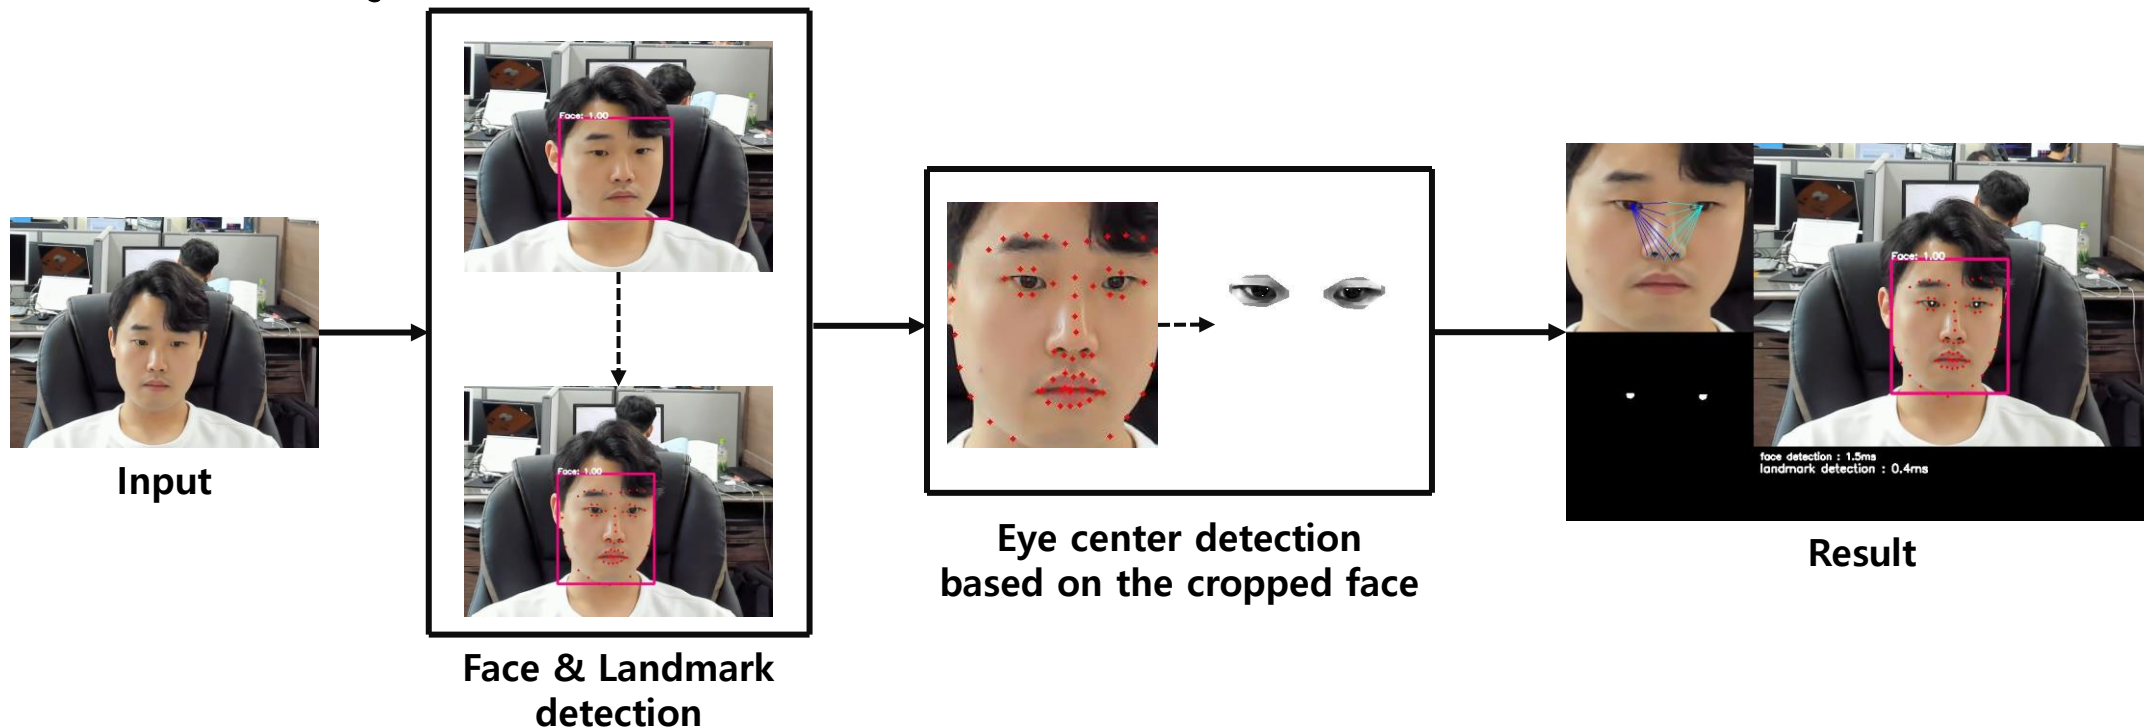 Face: 1.00
Face: 1.00
Input
Face & Landmark
detection
Eye center detection
based on the cropped face
Face: 1.00
face detection : 1.5ms
landmark detection : 0.4ms
Result